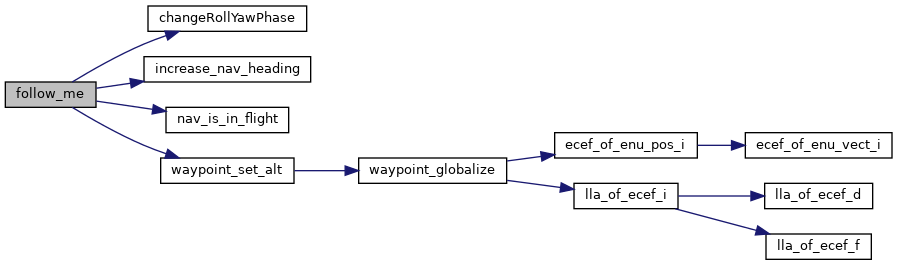 changeRollYawPhase
increase_nav_heading
follow_me
nav_is_in_flight
waypoint_set_alt
waypoint_globalize
ecef_of_enu_pos_i
ecef_of_enu_vect_i
lla_of_ecef_i
lla_of_ecef_d
lla_of_ecef_f